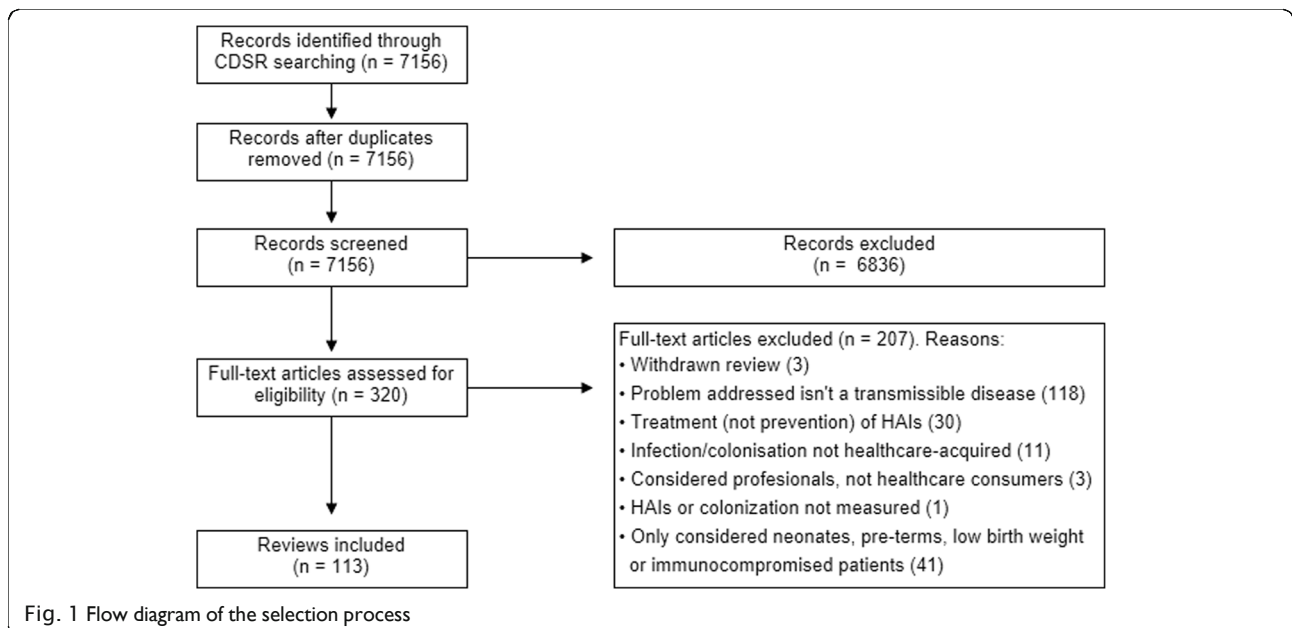 Records identified through
CDSR searching (n = 7156)
Records after duplicates
removed (n = 7156)
Records screened
(n = 7156)
Records excluded
(n = 6836)
Full-text articles assessed for
eligibility (n = 320)
Full-text articles excluded (n = 207). Reasons:
• Withdrawn review (3)
• Problem addressed isn't a transmissible disease (118)
• Treatment (not prevention) of HAIs (30)
• Infection/colonisation not healthcare-acquired (11)
• Considered profesionals, not healthcare consumers (3)
• HAIs or colonization not measured (1)
• Only considered neonates, pre-terms, low birth weight
or immunocompromised patients (41)
Reviews included
(n = 113)
Fig. 1 Flow diagram of the selection process